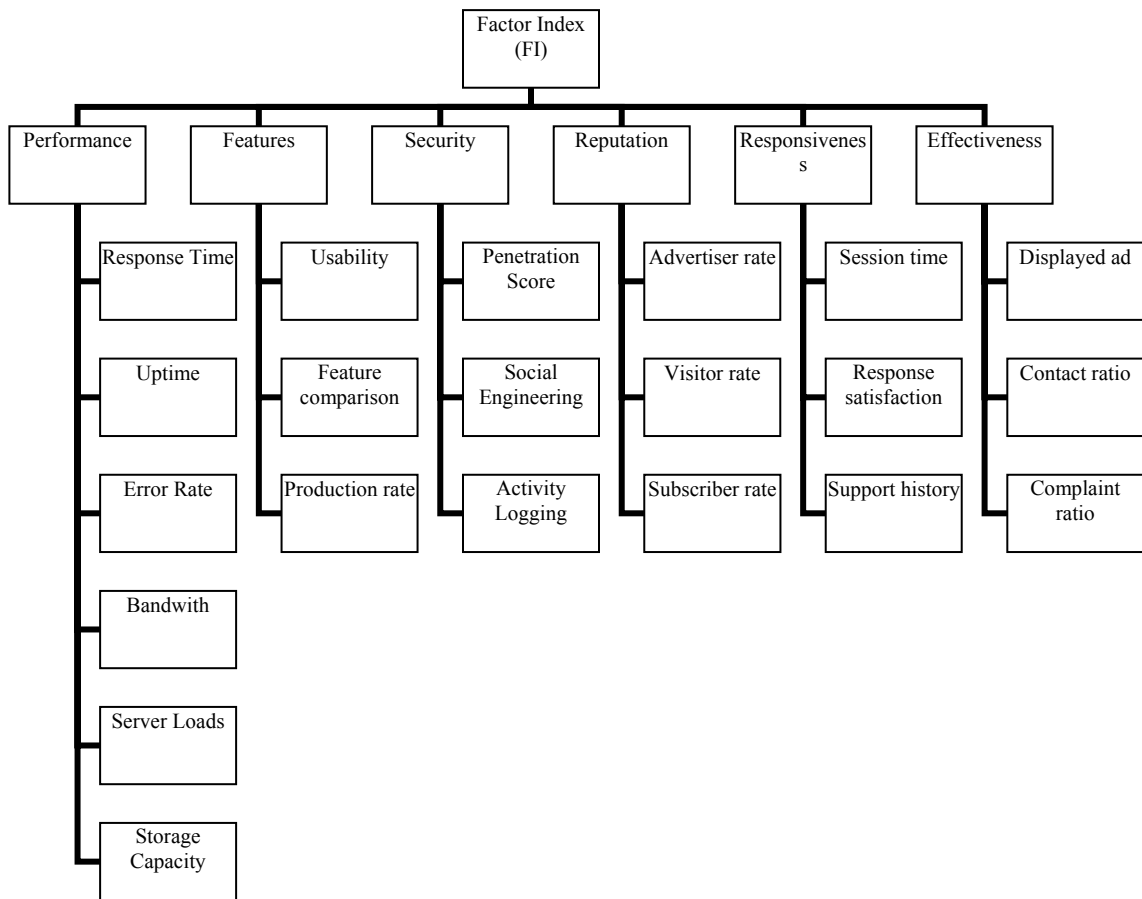 Factor Index
(FI)
Performance
Features
Security
Reputation
Responsivenes
s
Effectiveness
Response Time
Usability
Penetration
Score
Advertiser rate
Session time
Displayed ad
Uptime
Feature
comparison
Social
Engineering
Visitor rate
Response
satisfaction
Contact ratio
Error Rate
Production rate
Activity
Logging
Subscriber rate
Support history
Complaint
ratio
Bandwith
Server Loads
Storage
Capacity